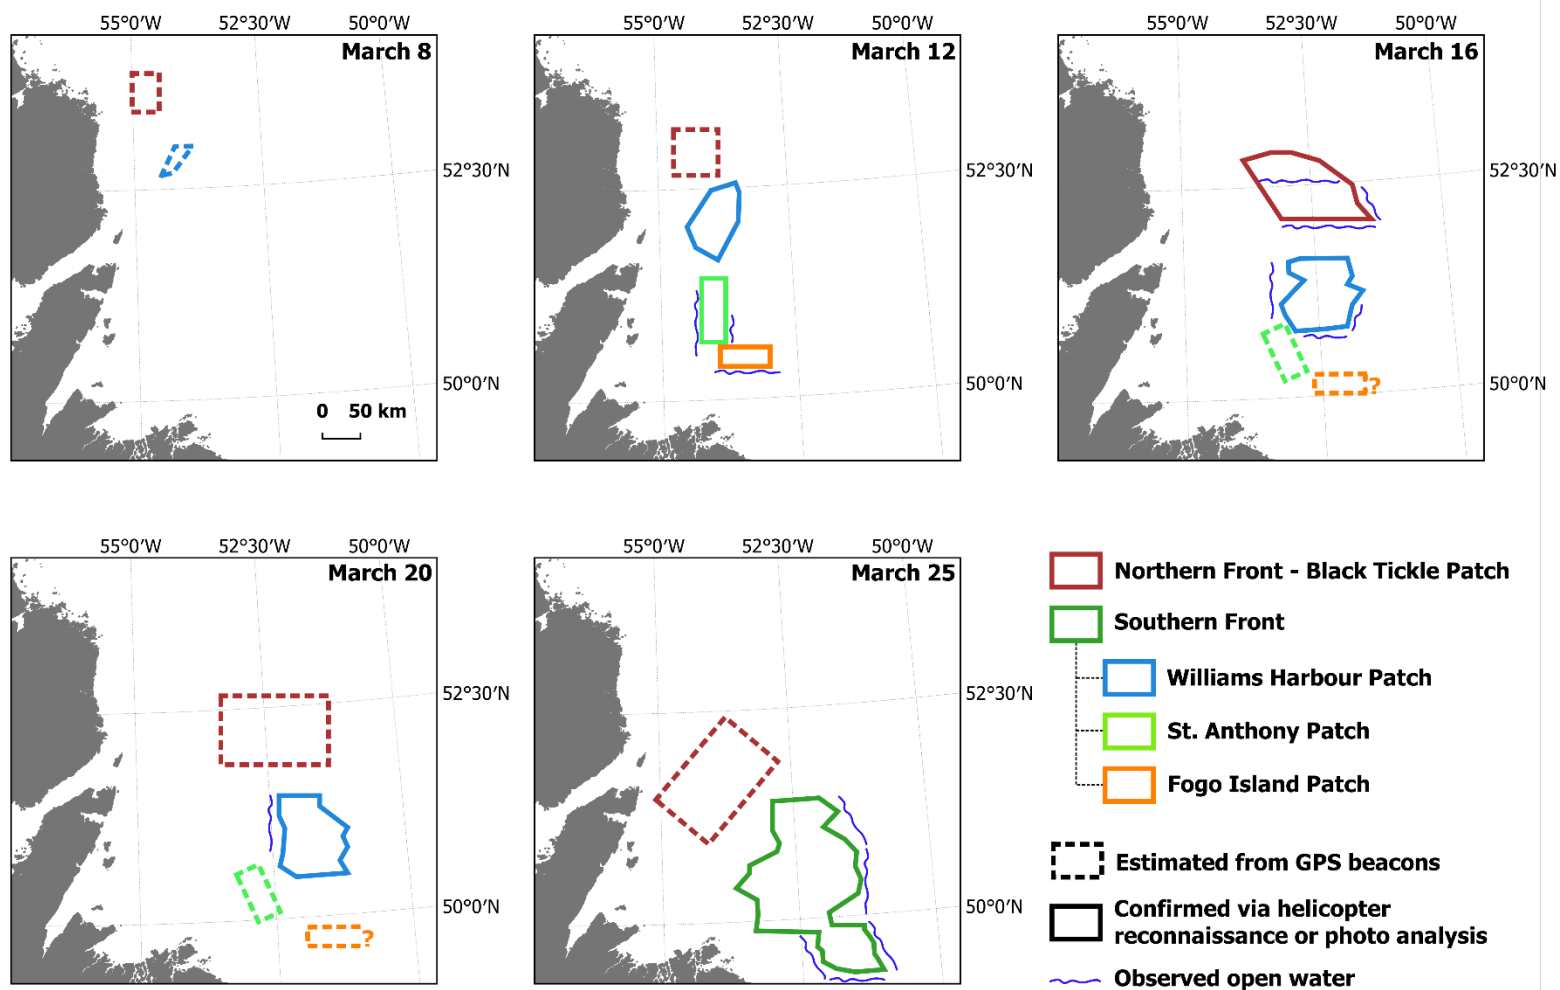 55°0'W 52°30'W 50°0'W
March 8
52°30'N
50°0'N
0 50 km
55°0'W 52°30'W 50°0'W
March 12
52°30'N
50°0'N
55°0'W 52°30'W 50°0'W
March 16
52°30'N
50°0'N
?
55°0'W 52°30'W 50°0'W
March 20
52°30'N
50°0'N
?
55°0'W 52°30'W 50°0'W
March 25
52°30'N
50°0'N
Northern Front - Black Tickle Patch
Southern Front
Williams Harbour Patch
St. Anthony Patch
Fogo Island Patch
Estimated from GPS beacons
Confirmed via helicopter
reconnaissance or photo analysis
Observed open water